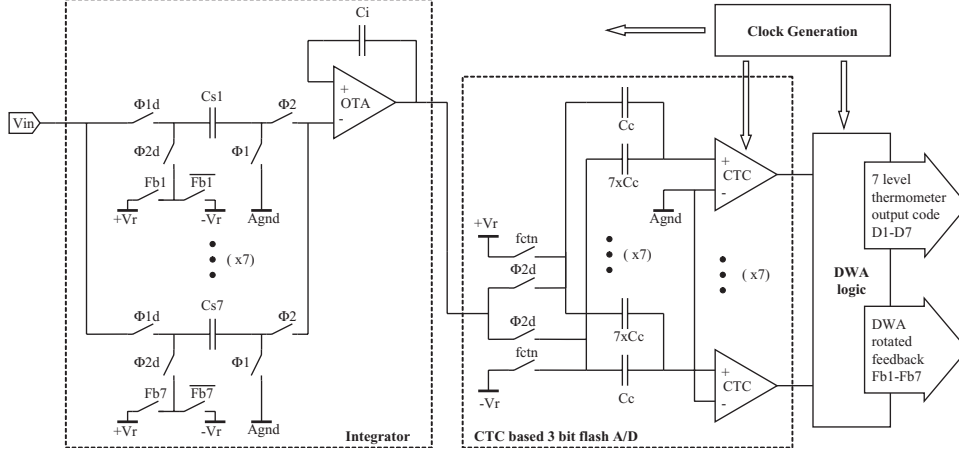 Ci
Clock Generation
+
OTA
-
Vin
Φ1d
Cs1
Φ2
Φ2d
Φ1
Fb1
F̅b̅1̅
+Vr
-Vr
Agnd
( x7)
Φ1d
Cs7
Φ2
Φ2d
Φ1
Fb7
F̅b̅7̅
+Vr
-Vr
Agnd
Integrator
Cc
7xCc
+
CTC
-
Agnd
+Vr
fctn
Φ2d
( x7)
( x7)
Φ2d
fctn
-Vr
7xCc
Cc
+
CTC
-
CTC based 3 bit flash A/D
DWA
logic
7 level
thermometer
output code
D1-D7
DWA
rotated
feedback
Fb1-Fb7